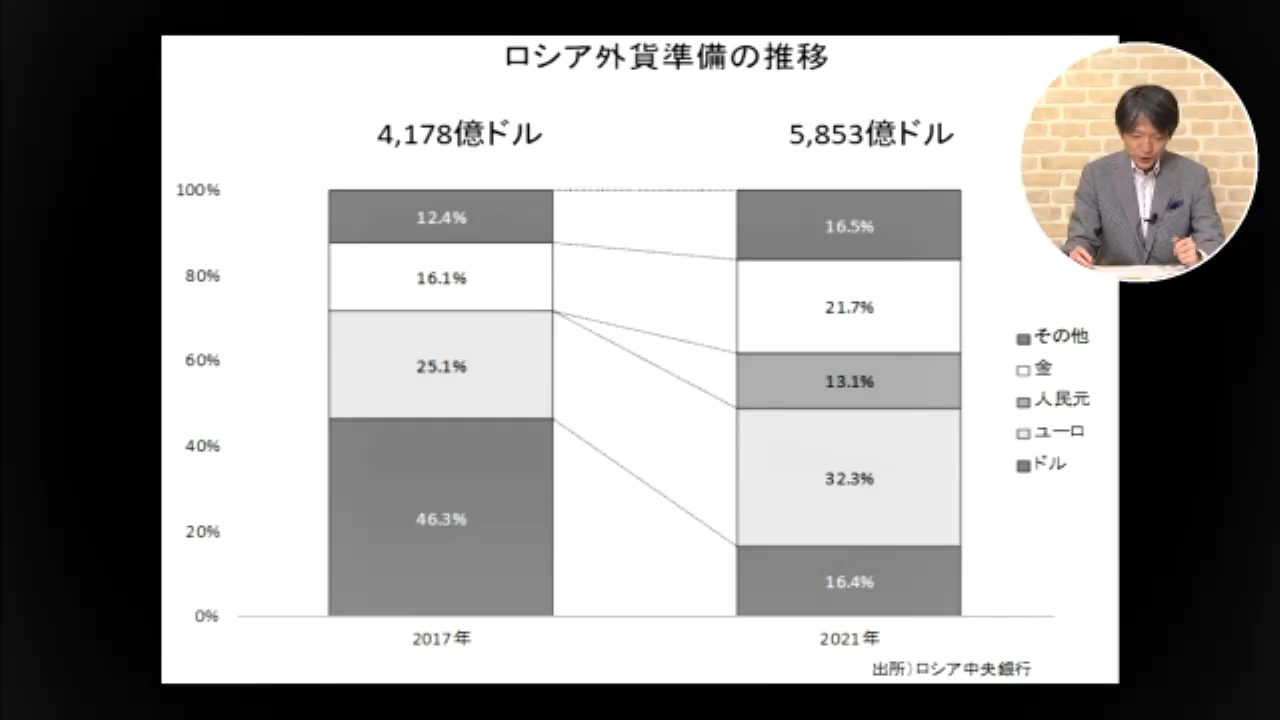 ロシア外貨準備の推移
4,178億ドル
5,853億ドル
100%
80%
60%
40%
20%
0%
12.4%
16.1%
25.1%
46.3%
16.5%
21.7%
13.1%
32.3%
16.4%
その他
金
人民元
ユーロ
ドル
2017年
2021年
出所）ロシア中央銀行